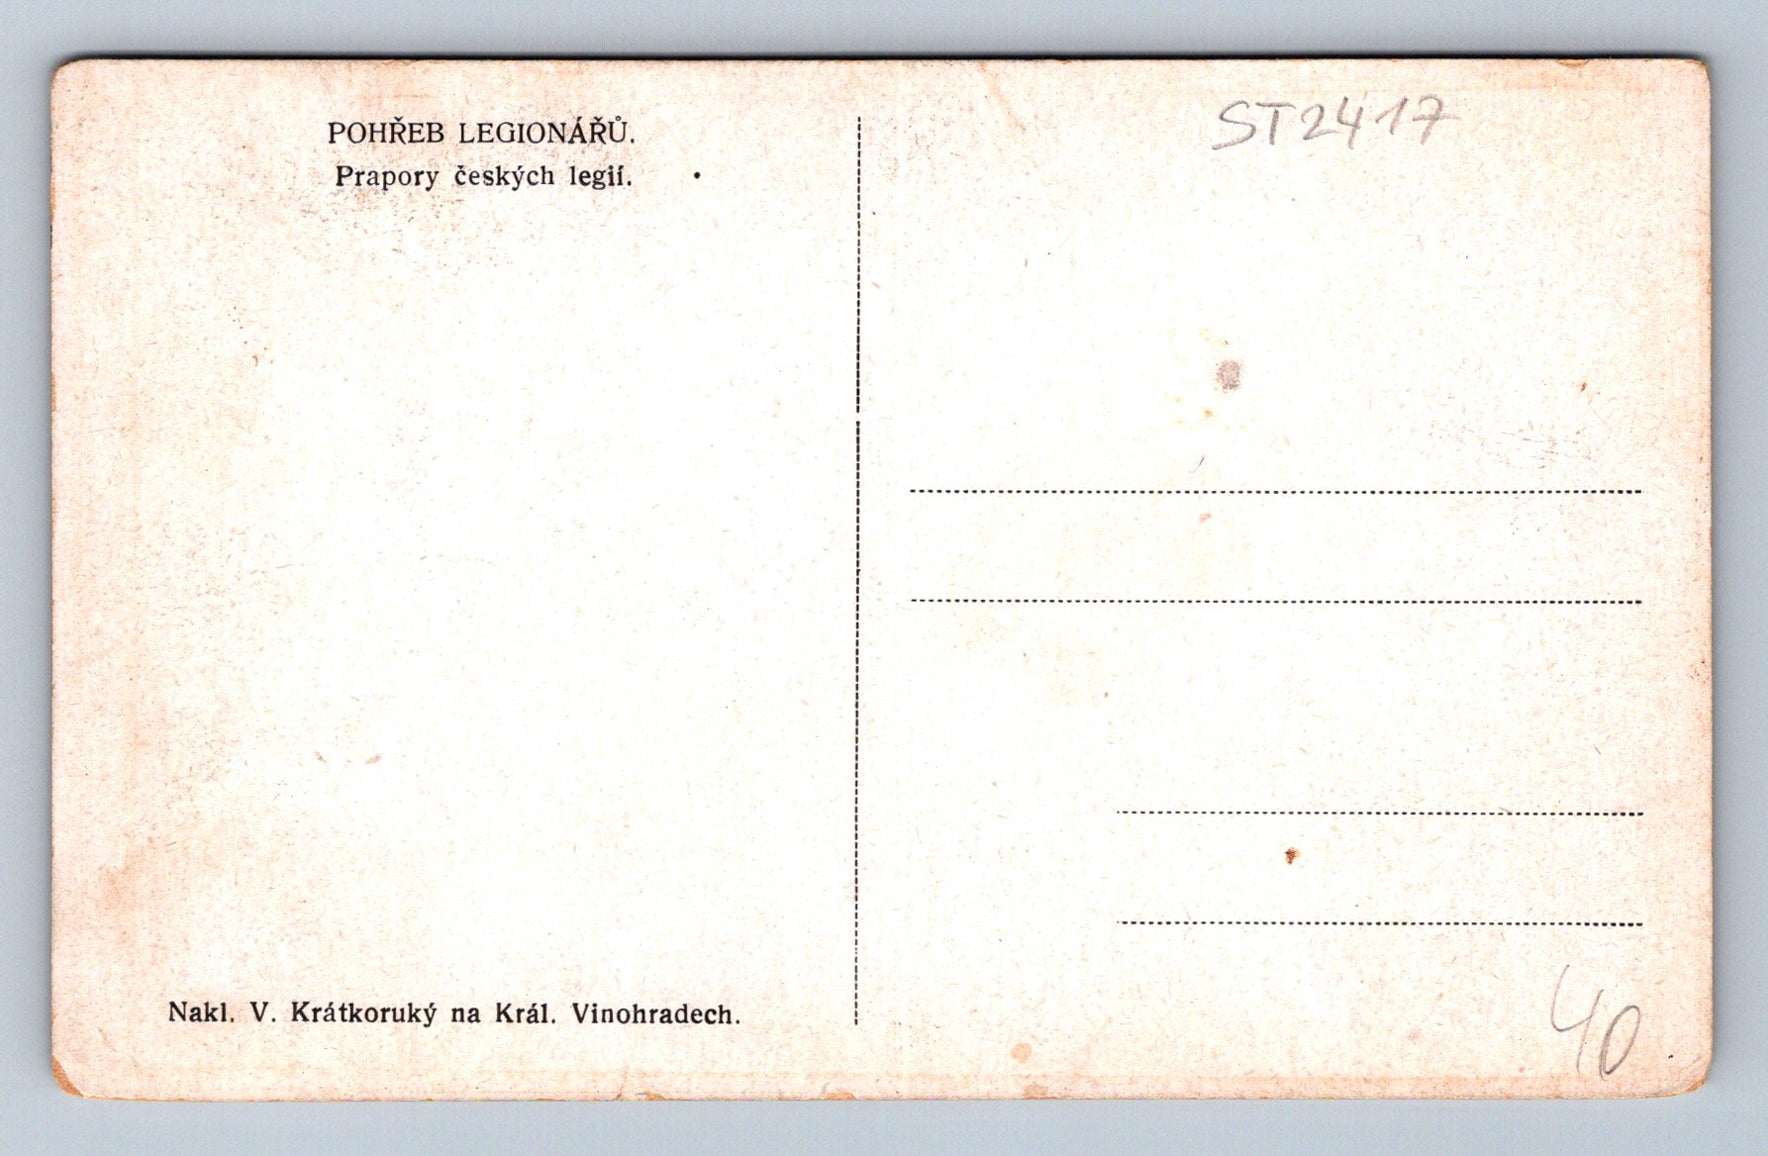 POHŘEB LEGIONÁŘŮ.
Prapory českých legií.
ST2417
Nakl. V. Krátkoruký na Král. Vinohradech.
40